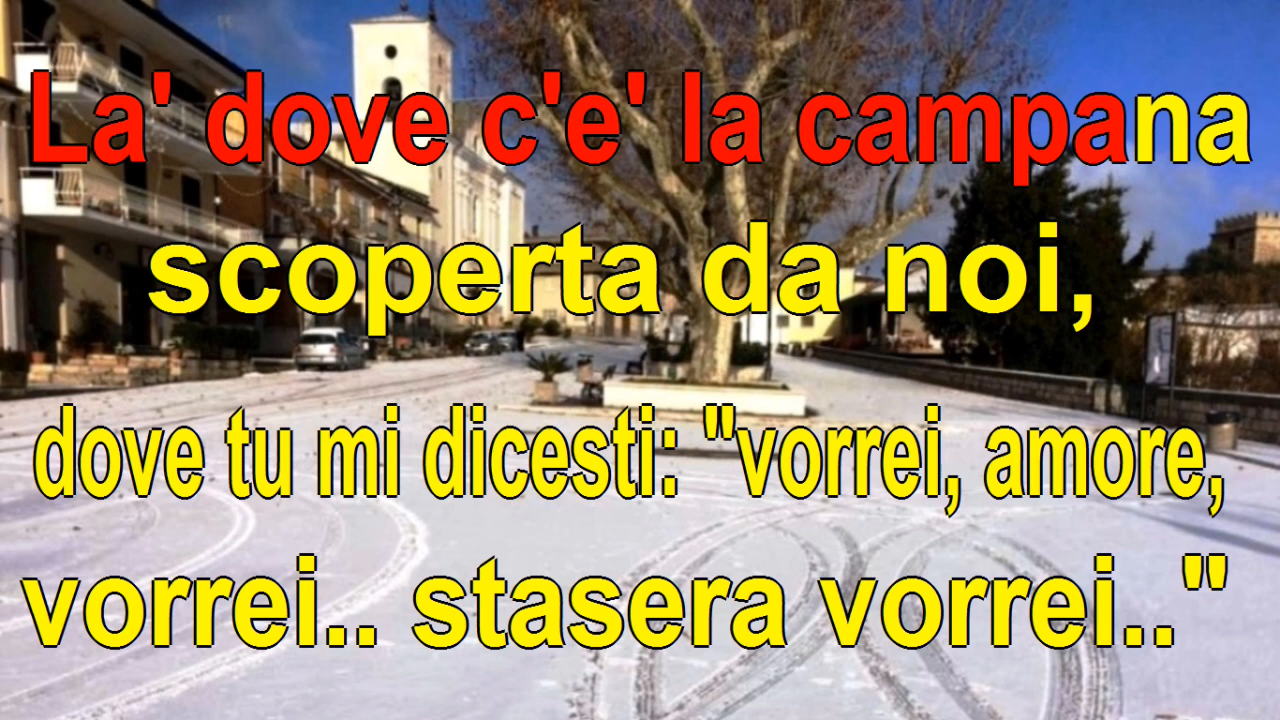 La' dove c'e' la campana
scoperta da noi,
dove tu mi dicesti: "vorrei, amore,
vorrei.. stasera vorrei.."